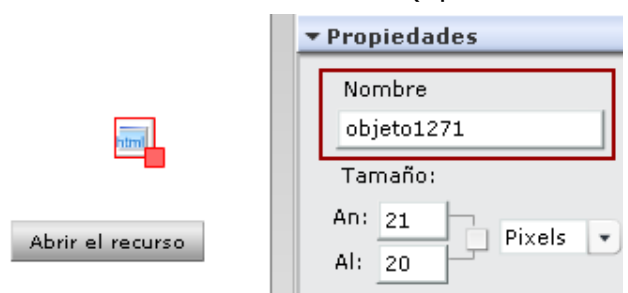 Propiedades
Nombre
objeto1271
html
Tamaño:
An: 21
Pixels
Abrir el recurso
Al: 20